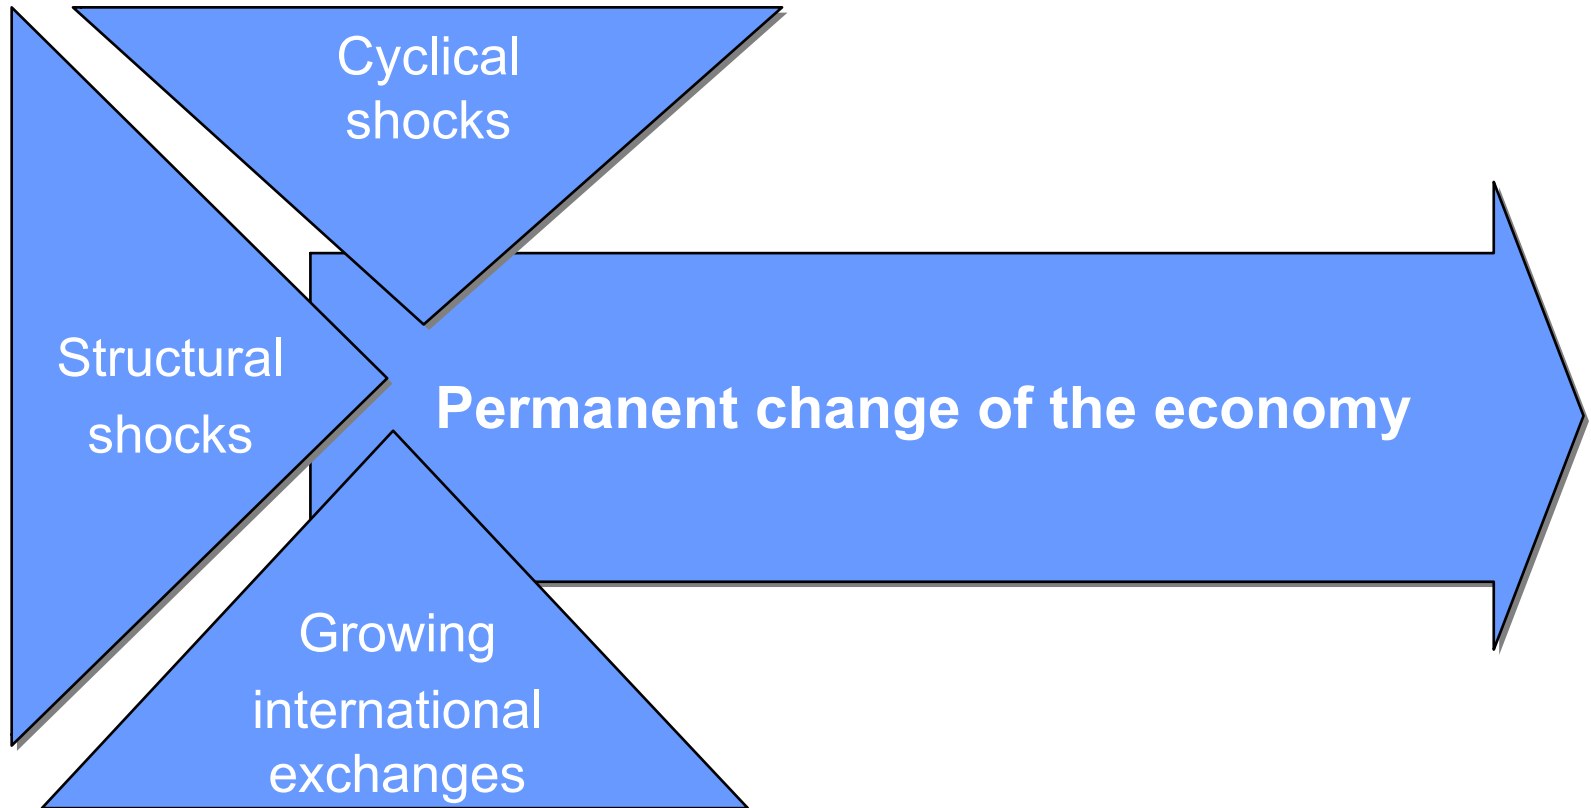 Cyclical
shocks
Structural
shocks
Permanent change of the economy
Growing
international
exchanges